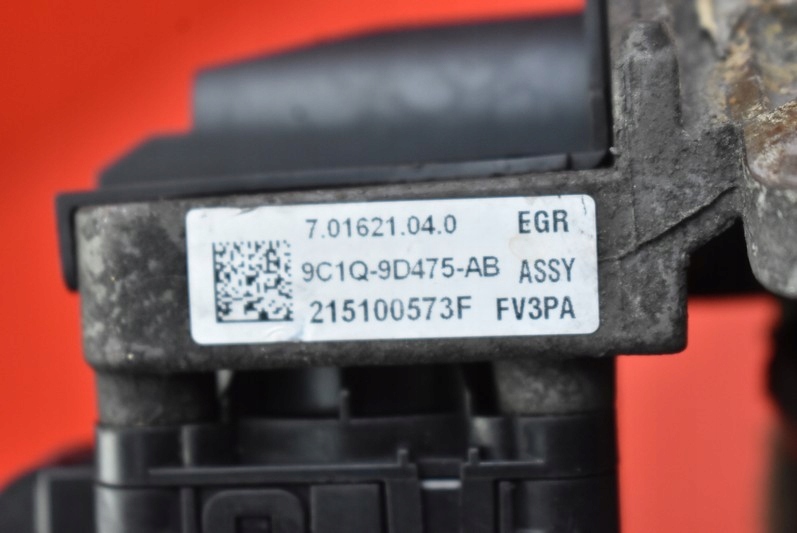 7.01621.04.0 EGR
9C1Q-9D475-AB ASSY
215100573F FV3PA